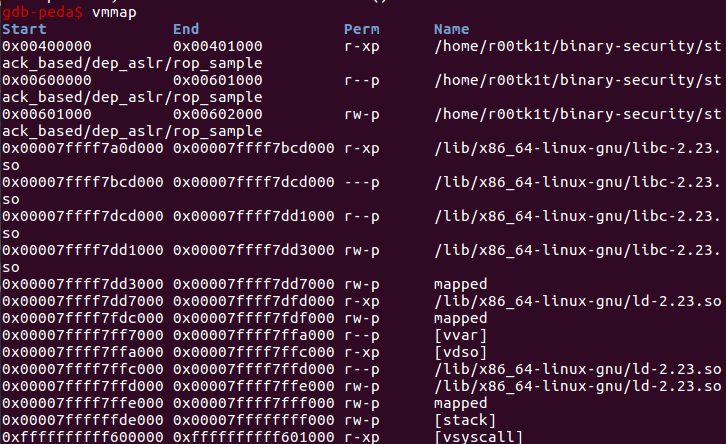 gdb-peda$ vmmap
Start End Perm Name
0x00400000 0x00401000 r-xp /home/r00tk1t/binary-security/st
ack_based/dep_aslr/rop_sample
0x00600000 0x00601000 r--p /home/r00tk1t/binary-security/st
ack_based/dep_aslr/rop_sample
0x00601000 0x00602000 rw-p /home/r00tk1t/binary-security/st
ack_based/dep_aslr/rop_sample
0x00007ffff7a0d000 0x00007ffff7bcd000 r-xp /lib/x86_64-linux-gnu/libc-2.23.
so
0x00007ffff7bcd000 0x00007ffff7dcd000 ---p /lib/x86_64-linux-gnu/libc-2.23.
so
0x00007ffff7dcd000 0x00007ffff7dd1000 r--p /lib/x86_64-linux-gnu/libc-2.23.
so
0x00007ffff7dd1000 0x00007ffff7dd3000 rw-p /lib/x86_64-linux-gnu/libc-2.23.
so
0x00007ffff7dd3000 0x00007ffff7dd7000 rw-p mapped
0x00007ffff7dd7000 0x00007ffff7dfd000 r-xp /lib/x86_64-linux-gnu/ld-2.23.so
0x00007ffff7fdc000 0x00007ffff7fdf000 rw-p mapped
0x00007ffff7ff7000 0x00007ffff7ffa000 r--p [vvar]
0x00007ffff7ffa000 0x00007ffff7ffc000 r-xp [vdso]
0x00007ffff7ffc000 0x00007ffff7ffd000 r--p /lib/x86_64-linux-gnu/ld-2.23.so
0x00007ffff7ffd000 0x00007ffff7ffe000 rw-p /lib/x86_64-linux-gnu/ld-2.23.so
0x00007ffff7ffe000 0x00007ffff7fff000 rw-p mapped
0x00007ffffffde000 0x00007ffffffff000 rw-p [stack]
0xffffffffff600000 0xffffffffff601000 r-xp [vsyscall]